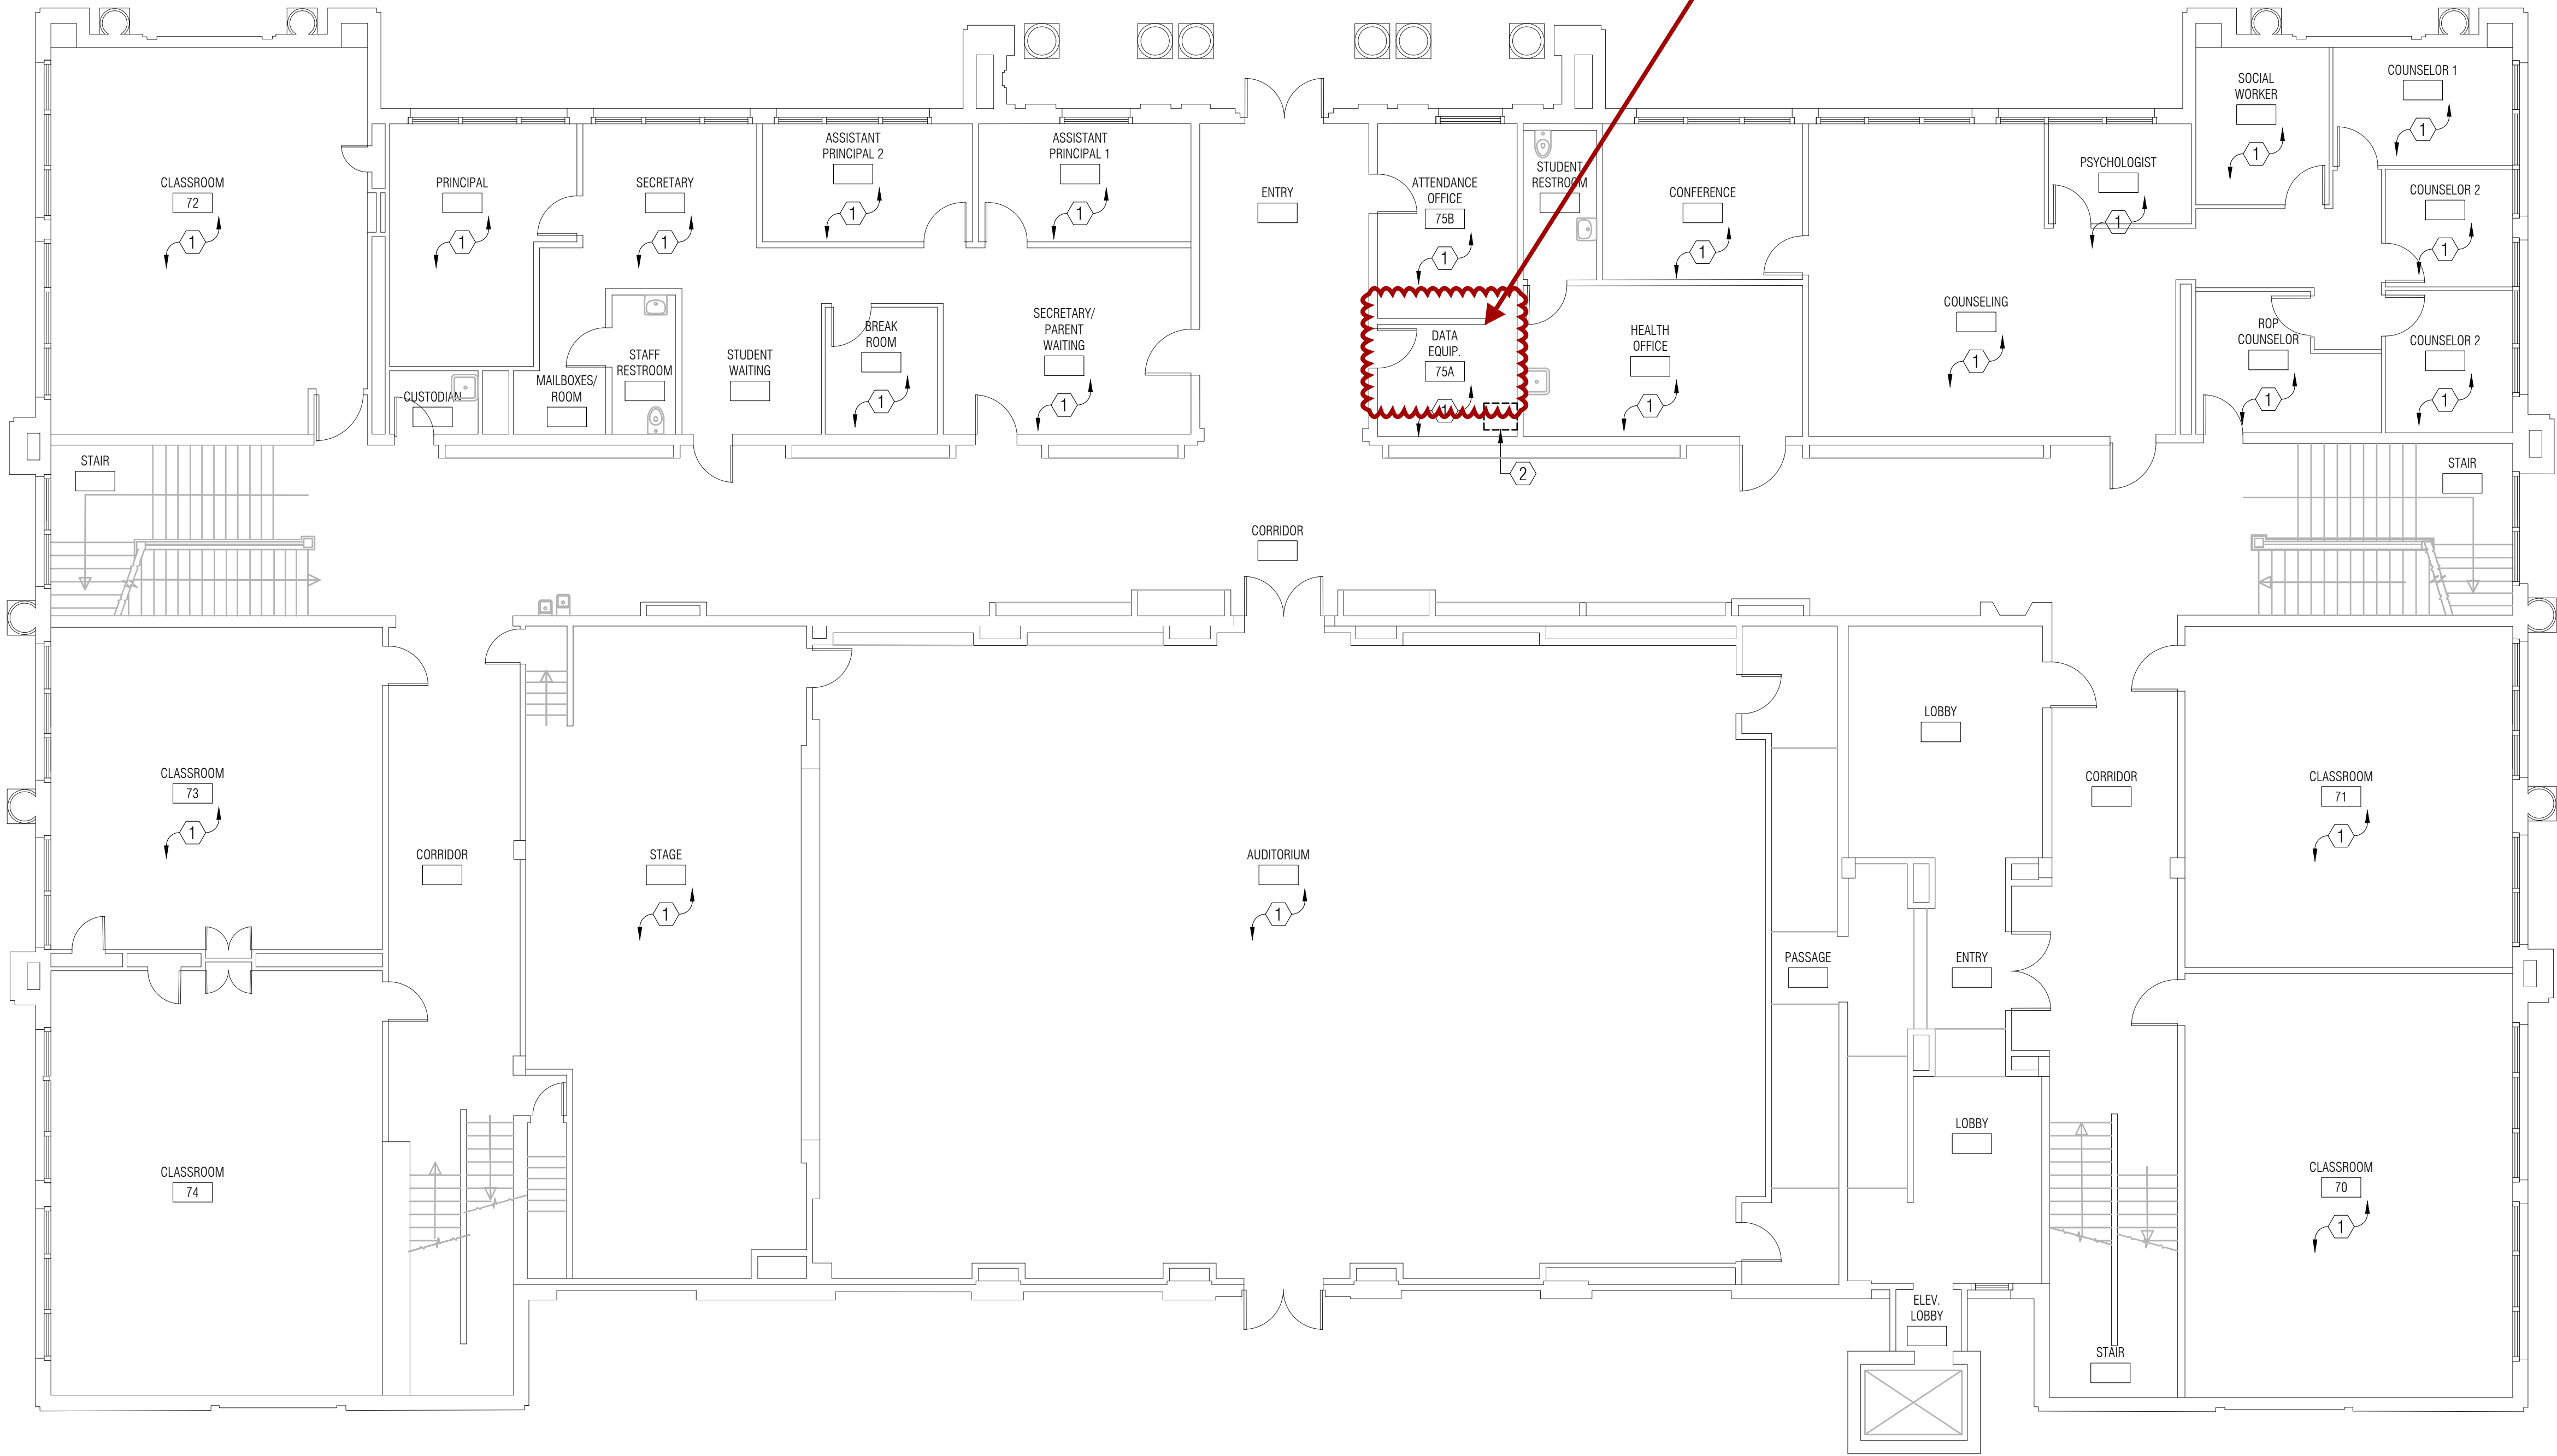 SOCIAL
WORKER
1
COUNSELOR 1
1
ASSISTANT
PRINCIPAL 2
1
ASSISTANT
PRINCIPAL 1
1
CLASSROOM
72
1
PRINCIPAL
1
SECRETARY
1
ENTRY
ATTENDANCE
OFFICE
75B
1
STUDENT
RESTROOM
CONFERENCE
1
PSYCHOLOGIST
1
COUNSELOR 2
1
SECRETARY/
PARENT
WAITING
1
BREAK
ROOM
1
STUDENT
WAITING
STAFF
RESTROOM
MAILBOXES/
ROOM
CUSTODIAN
DATA
EQUIP.
75A
1
2
HEALTH
OFFICE
1
COUNSELING
1
ROP
COUNSELOR
1
COUNSELOR 2
1
STAIR
STAIR
CORRIDOR
CLASSROOM
73
1
CORRIDOR
STAGE
1
AUDITORIUM
1
LOBBY
CORRIDOR
CLASSROOM
71
1
PASSAGE
ENTRY
LOBBY
CLASSROOM
74
CLASSROOM
70
1
ELEV.
LOBBY
STAIR